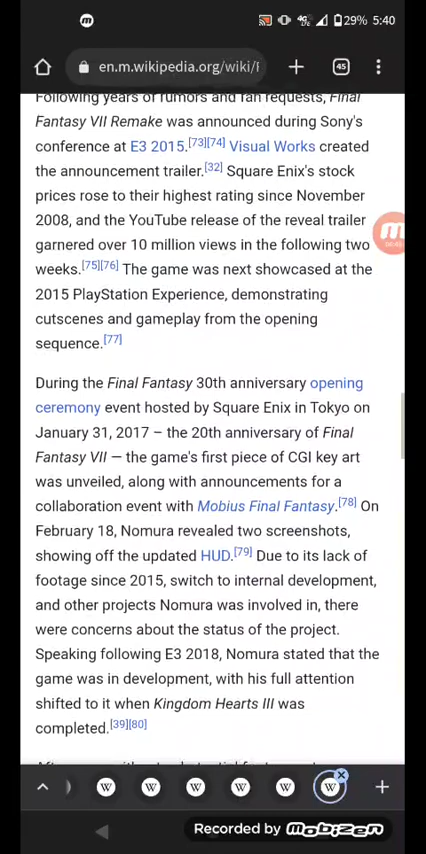 29% 5:40
en.m.wikipedia.org/wiki/F
45
Following years of rumors and fan requests, Final
Fantasy VII Remake was announced during Sony's
conference at E3 2015.[73][74] Visual Works created
the announcement trailer.[32] Square Enix's stock
prices rose to their highest rating since November
2008, and the YouTube release of the reveal trailer
garnered over 10 million views in the following two
weeks.[75][76] The game was next showcased at the
2015 PlayStation Experience, demonstrating
cutscenes and gameplay from the opening
sequence.[77]
During the Final Fantasy 30th anniversary opening
ceremony event hosted by Square Enix in Tokyo on
January 31, 2017 – the 20th anniversary of Final
Fantasy VII — the game's first piece of CGI key art
was unveiled, along with announcements for a
collaboration event with Mobius Final Fantasy.[78] On
February 18, Nomura revealed two screenshots,
showing off the updated HUD.[79] Due to its lack of
footage since 2015, switch to internal development,
and other projects Nomura was involved in, there
were concerns about the status of the project.
Speaking following E3 2018, Nomura stated that the
game was in development, with his full attention
shifted to it when Kingdom Hearts III was
completed.[39][80]
W W W W W W
Recorded by mobizen